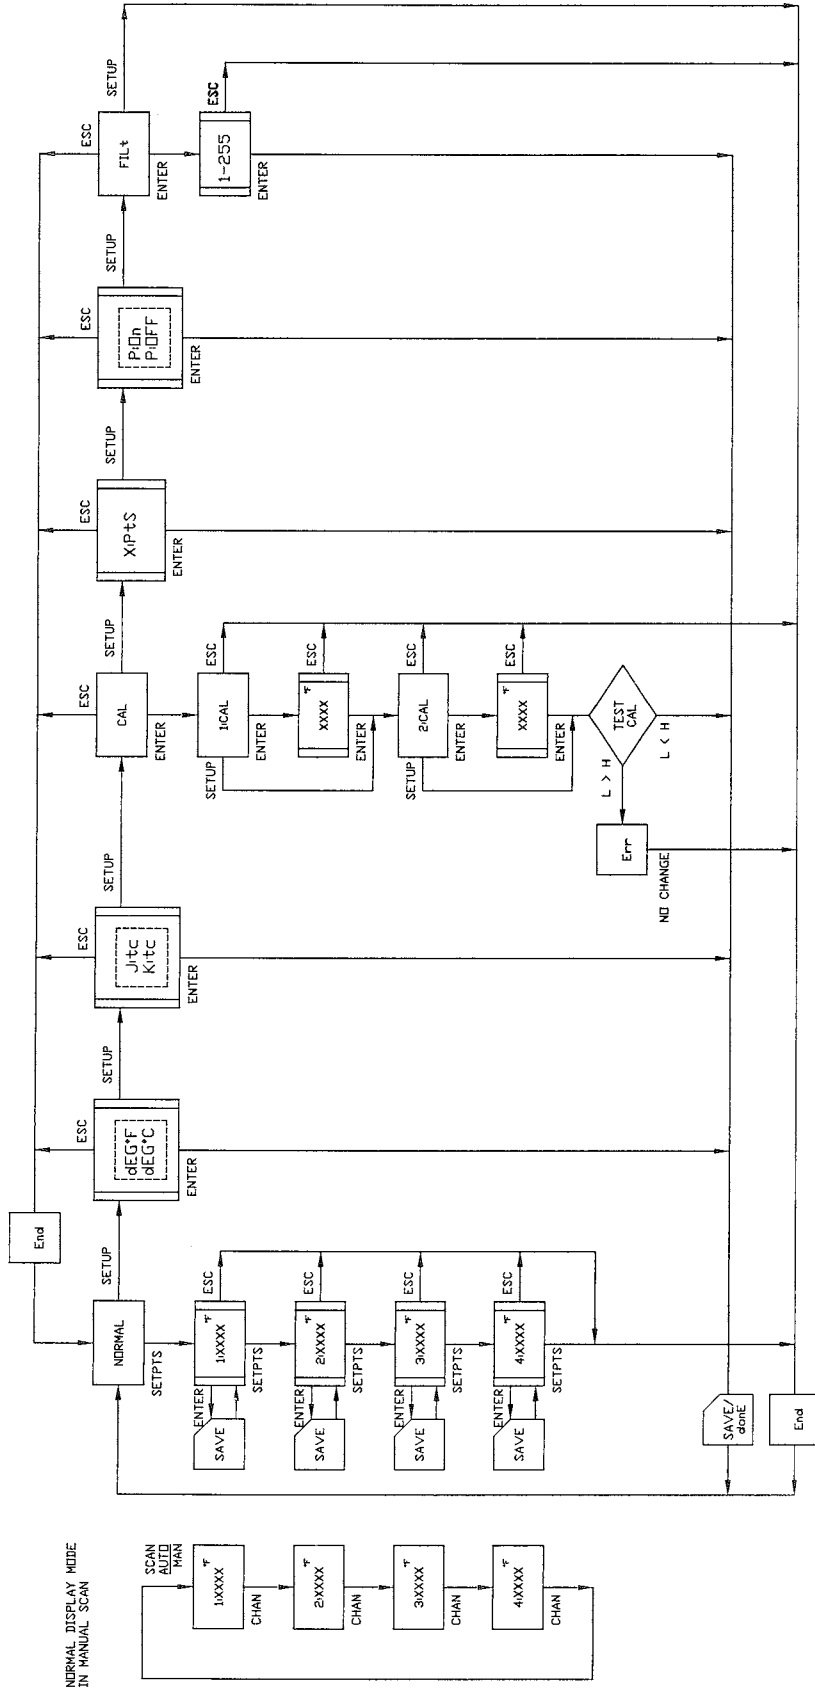 NORMAL DISPLAY MODE
IN MANUAL SCAN
SCAN
AUTO
MAN
1:XXXX °F
CHAN
2:XXXX °F
CHAN
3:XXXX °F
CHAN
4:XXXX °F
CHAN
End
NORMAL
SETUP
SETPTS
1:XXXX °F
ESC
ENTER
SAVE
SETPTS
2:XXXX °F
ESC
ENTER
SAVE
SETPTS
3:XXXX °F
ESC
ENTER
SAVE
SETPTS
4:XXXX °F
ESC
ENTER
SAVE
SETPTS
SAVE/
donE
End
ESC
dEG°F
dEG°C
ENTER
SETUP
ESC
J:tc
K:tc
ENTER
SETUP
ESC
CAL
ENTER
SETUP
1:CAL
ESC
SETUP
ENTER
XXXX °F
ESC
ENTER
2:CAL
ESC
SETUP
ENTER
XXXX °F
ESC
ENTER
TEST
CAL
L > H
L < H
Err
NO CHANGE
ESC
X:PtS
ENTER
SETUP
ESC
P:On
P:OFF
ENTER
SETUP
ESC
FILt
ENTER
SETUP
1-255
ESC
ENTER